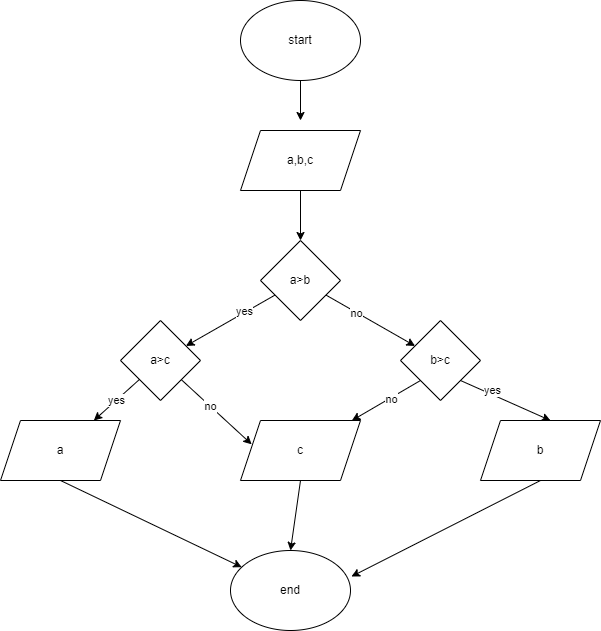 start
a,b,c
a>b
yes
no
a>c
b>c
yes
no
no
yes
a
c
b
end